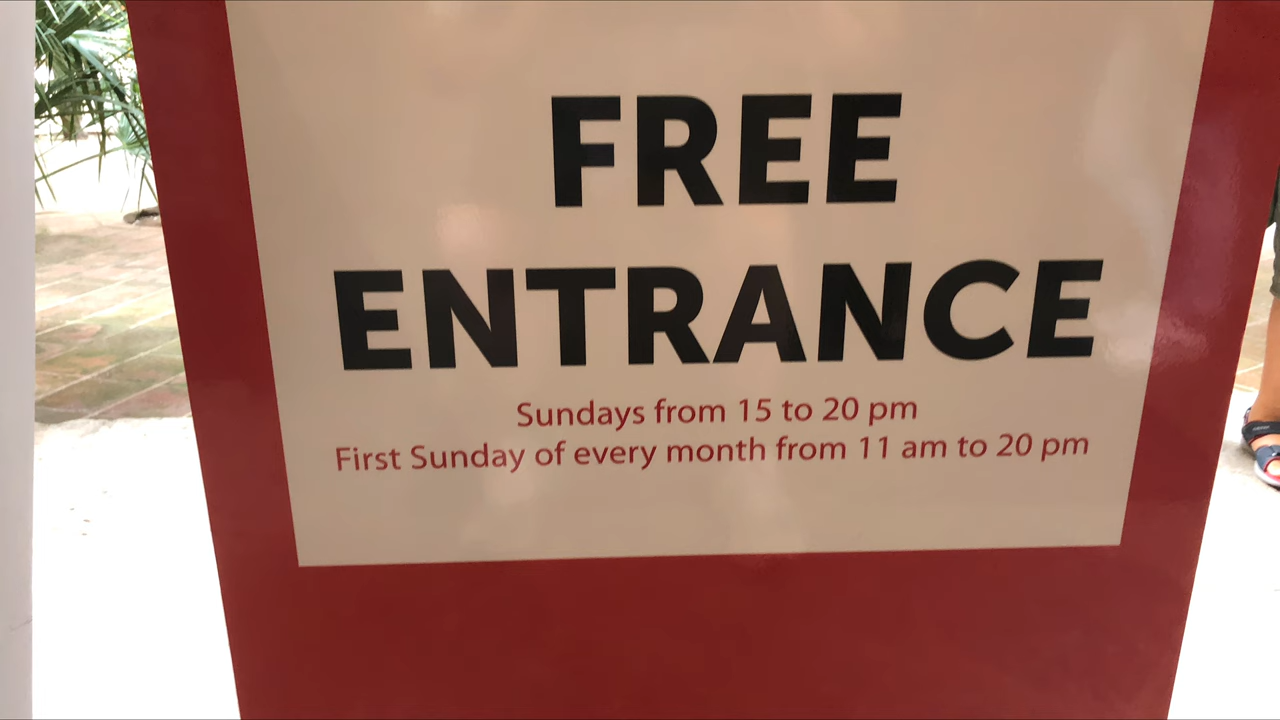 FREE
ENTRANCE
Sundays from 15 to 20 pm
First Sunday of every month from 11 am to 20 pm